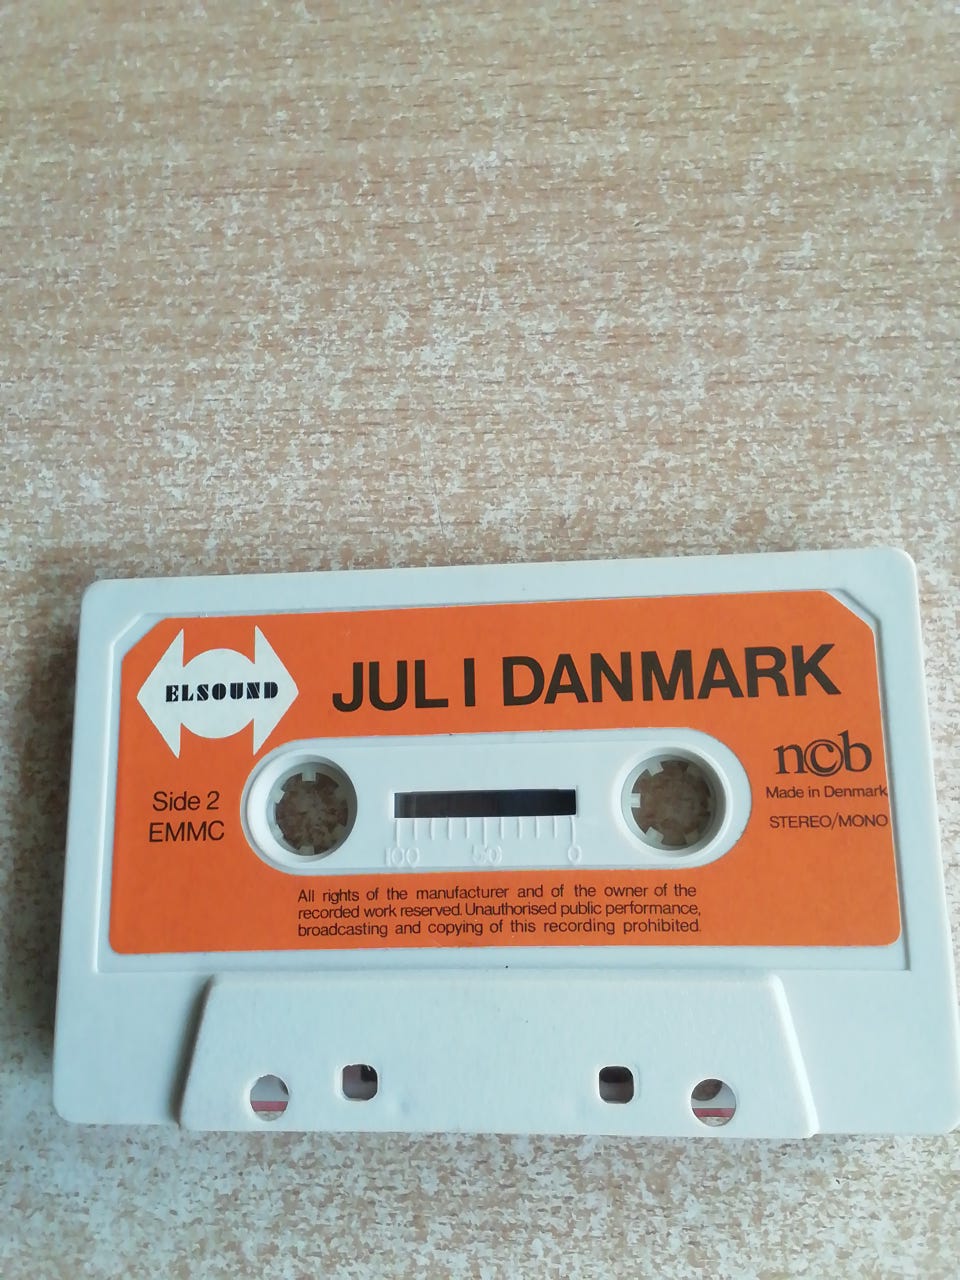 ELSOUND
JUL I DANMARK
n©b
Made in Denmark
STEREO/MONO
Side 2
EMMC
100 50 0
All rights of the manufacturer and of the owner of the
recorded work reserved. Unauthorised public performance,
broadcasting and copying of this recording prohibited.